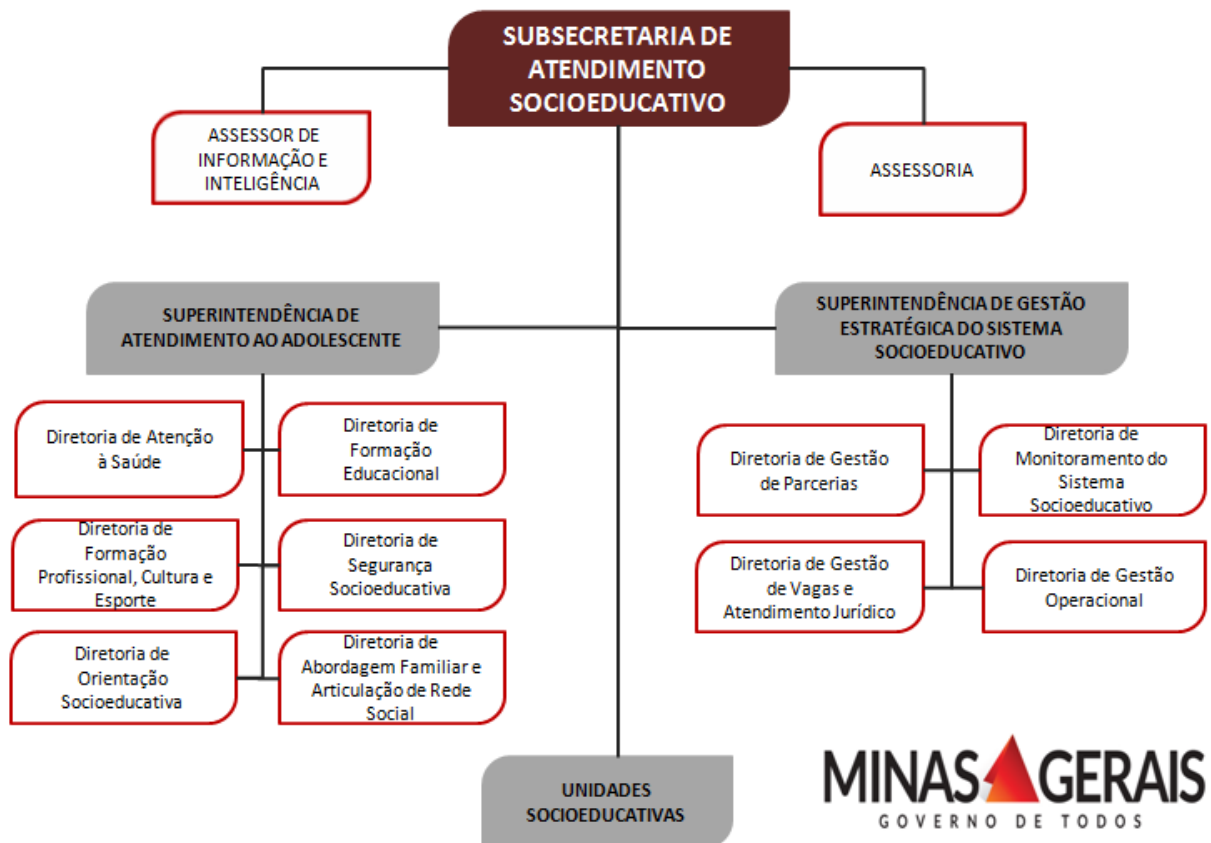 SUBSECRETARIA DE
ATENDIMENTO
SOCIOEDUCATIVO
ASSESSOR DE
INFORMAÇÃO E
INTELIGÊNCIA
ASSESSORIA
SUPERINTENDÊNCIA DE
ATENDIMENTO AO ADOLESCENTE
SUPERINTENDÊNCIA DE GESTÃO
ESTRATÉGICA DO SISTEMA
SOCIOEDUCATIVO
Diretoria de Atenção
à Saúde
Diretoria de
Formação
Educacional
Diretoria de
Formação
Profissional, Cultura e
Esporte
Diretoria de
Segurança
Socioeducativa
Diretoria de
Orientação
Socioeducativa
Diretoria de
Abordagem Familiar e
Articulação de Rede
Social
Diretoria de Gestão
de Parcerias
Diretoria de
Monitoramento do
Sistema
Socioeducativo
Diretoria de Gestão
de Vagas e
Atendimento Jurídico
Diretoria de Gestão
Operacional
UNIDADES
SOCIOEDUCATIVAS
MINAS GERAIS
GOVERNO DE TODOS